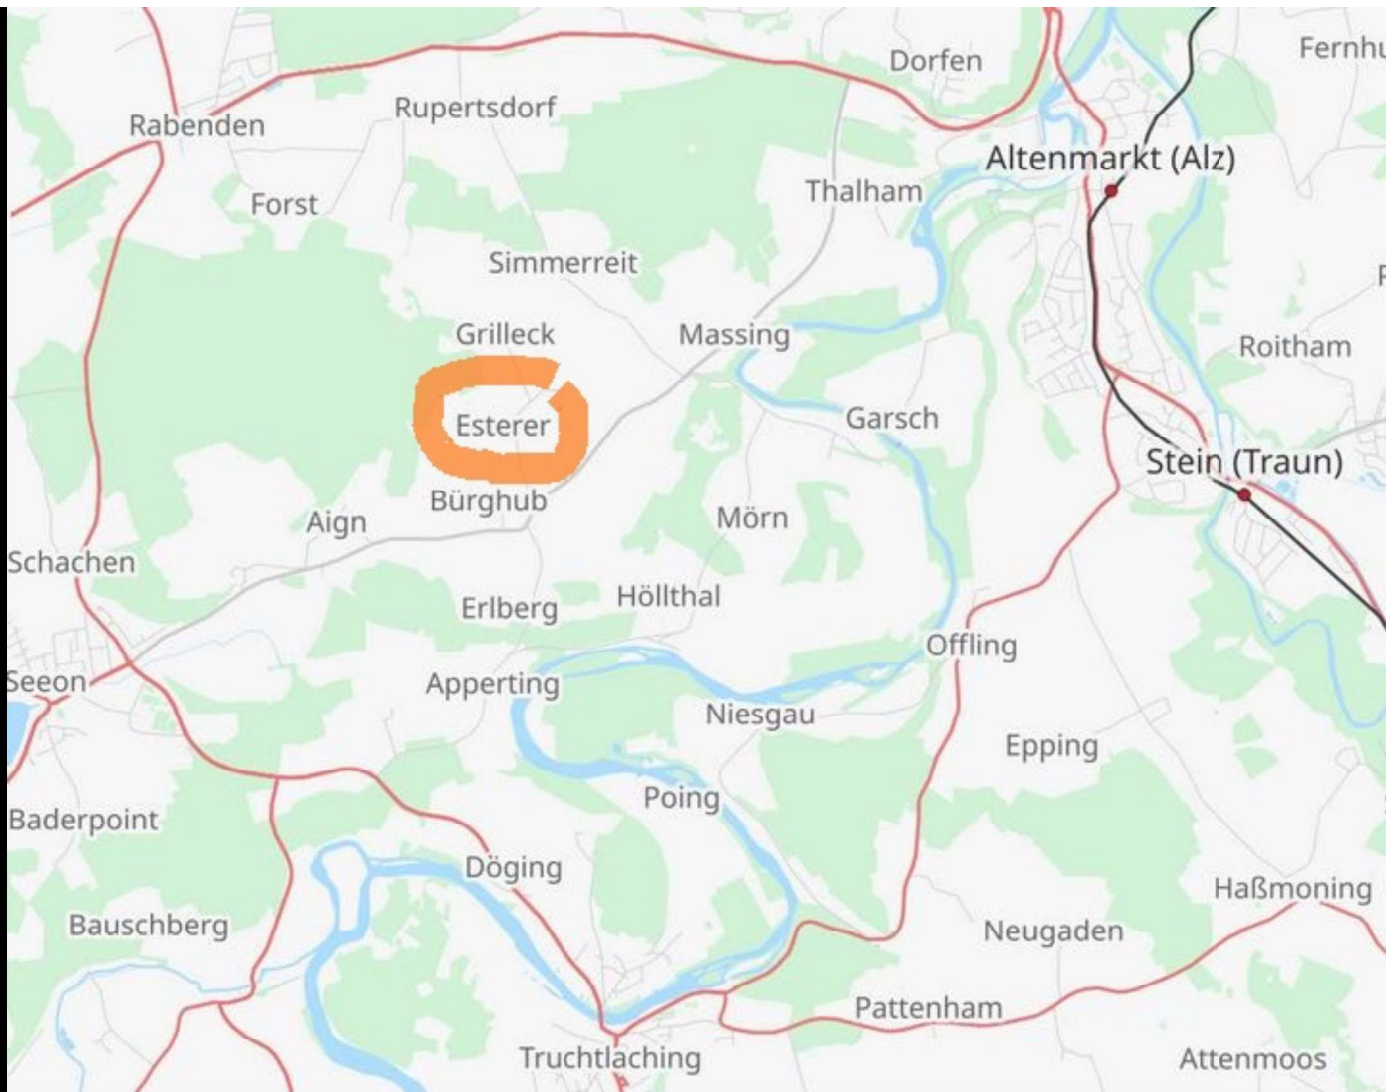 Dorfen
Fernhu
Rupertsdorf
Rabenden
Altenmarkt (Alz)
Thalham
Forst
Simmerreit
Grilleck
Massing
Roitham
Garsch
Esterer
Stein (Traun)
Bürghub
Mörn
Aign
Schachen
Höllthal
Erlberg
Offling
Seeon
Apperting
Niesgau
Epping
Poing
Baderpoint
Döging
Haßmoning
Bauschberg
Neugaden
Pattenham
Truchtlaching
Attenmoos